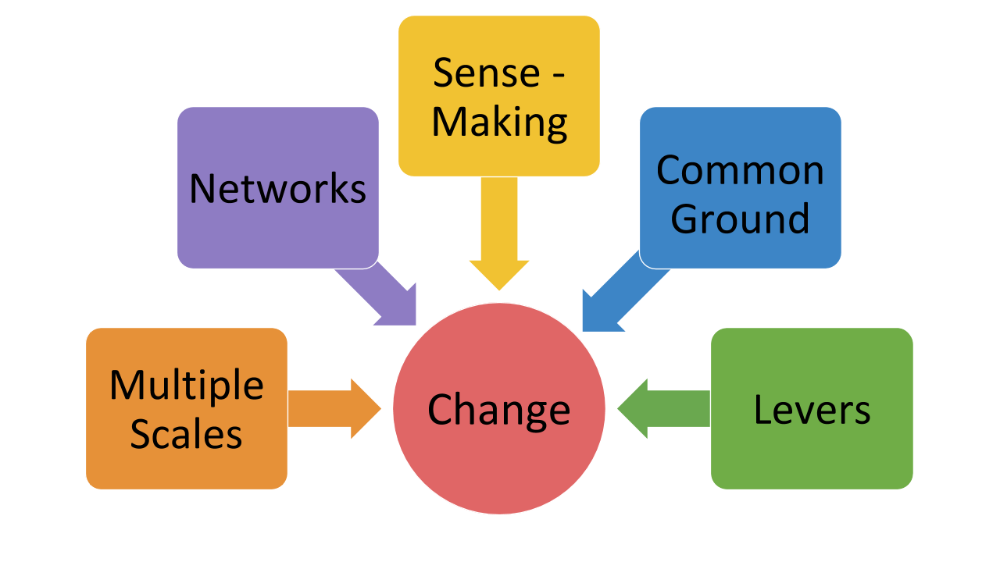 Sense -
Making
Networks
Common
Ground
Multiple
Scales
Change
Levers